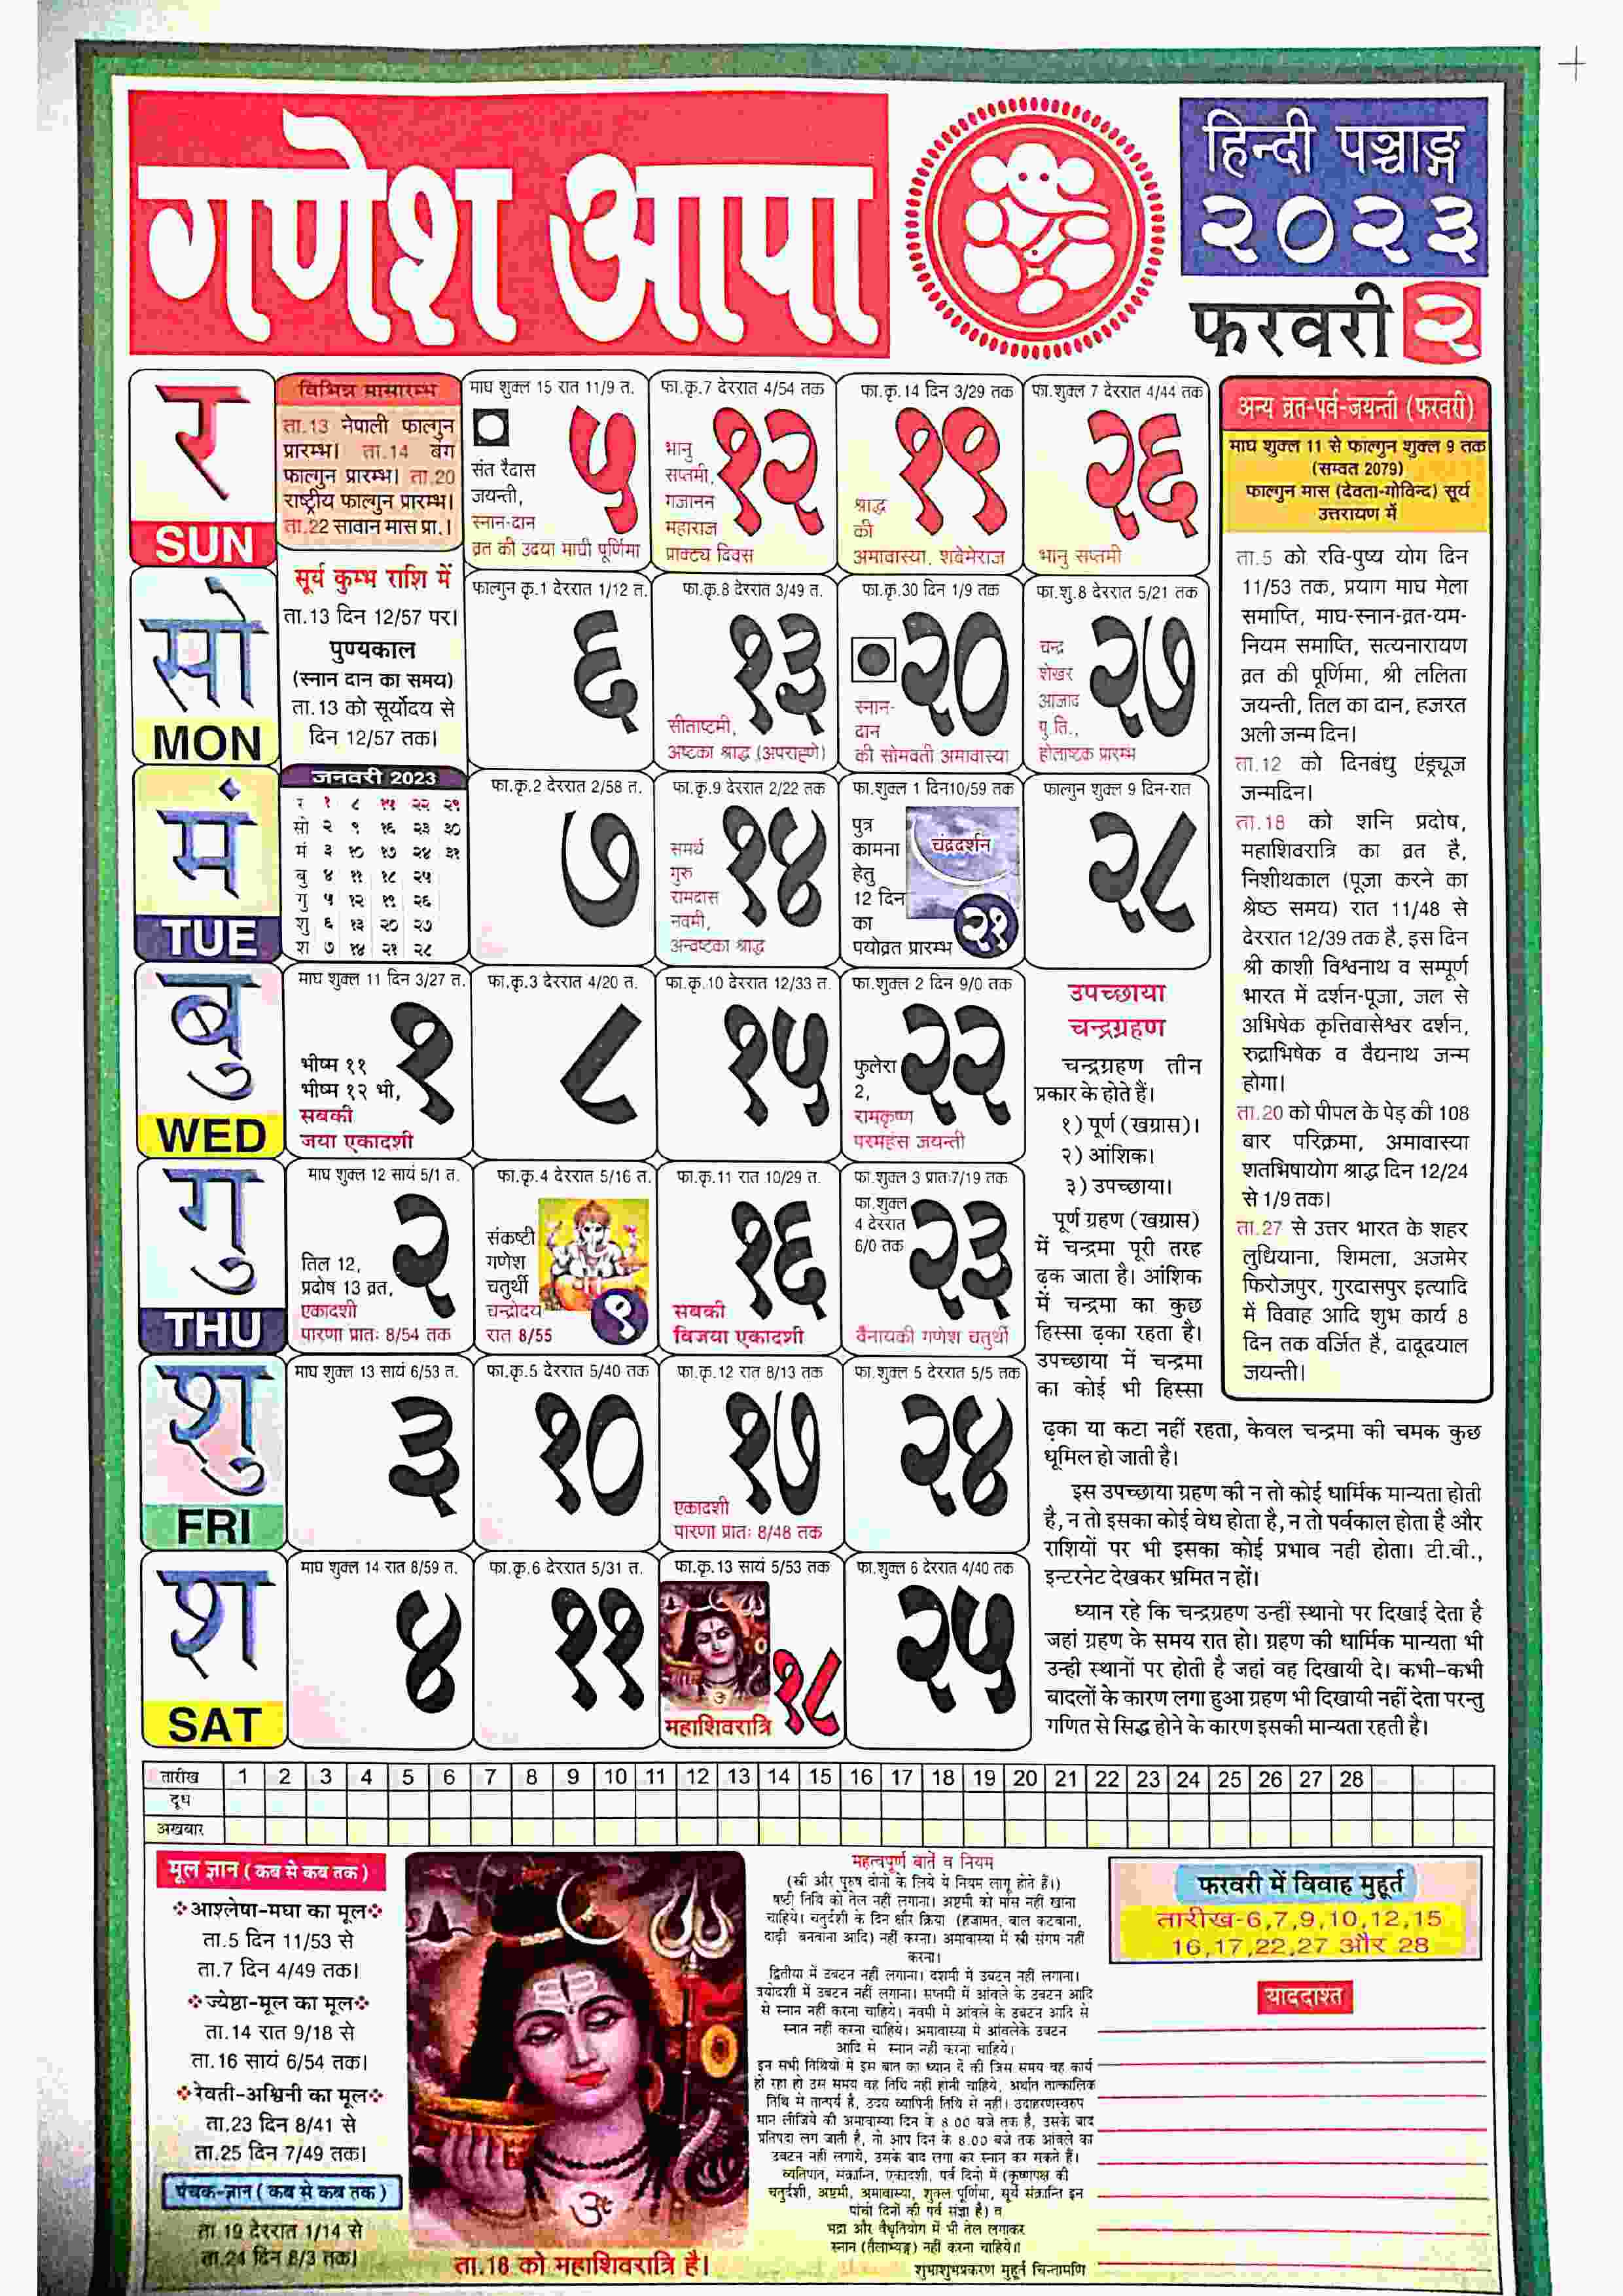 गणेश आपा
हिन्दी पञ्चाङ्ग
२०२३
फरवरी २
र
SUN
विभिन्न मासारम्भ
ता.13 नेपाली फाल्गुन
प्रारम्भ। ता.14 बंग
फाल्गुन प्रारम्भ। ता.20
राष्ट्रीय फाल्गुन प्रारम्भ।
ता.22 सावान मास प्रा.।
माघ शुक्ल 15 रात 11/9 त.
५
संत रैदास
जयन्ती,
स्नान-दान
व्रत की उदया माघी पूर्णिमा
फा.कृ.7 देररात 4/54 तक
१२
भानु
सप्तमी,
गजानन
महाराज
प्राक्ट्य दिवस
फा.कृ.14 दिन 3/29 तक
१९
श्राद्ध
की
अमावास्या, शबेमेराज
फा.शुक्ल 7 देररात 4/44 तक
२६
भानु सप्तमी
सो
MON
सूर्य कुम्भ राशि में
ता.13 दिन 12/57 पर।
पुण्यकाल
(स्नान दान का समय)
ता.13 को सूर्योदय से
दिन 12/57 तक।
फाल्गुन कृ.1 देररात 1/12 त.
६
फा.कृ.8 देररात 3/49 त.
१३
सीताष्टमी,
अष्टका श्राद्ध (अपराह्णे)
फा.कृ.30 दिन 1/9 तक
२०
स्नान-
दान
की सोमवती अमावास्या
फा.शु.8 देररात 5/21 तक
२७
चन्द्र
शेखर
आजाद
पु.ति.,
होलाष्टक प्रारम्भ
मं
TUE
जनवरी 2023
र १ ८ १५ २२ २९
सो २ ९ १६ २३ ३०
मं ३ १० १७ २४ ३१
बु ४ ११ १८ २५
गु ५ १२ १९ २६
शु ६ १३ २० २७
श ७ १४ २१ २८
फा.कृ.2 देररात 2/58 त.
७
फा.कृ.9 देररात 2/22 तक
१४
समर्थ
गुरु
रामदास
नवमी,
अन्वष्टका श्राद्ध
फा.शुक्ल 1 दिन10/59 तक
पुत्र
कामना
हेतु
12 दिन
का
पयोव्रत प्रारम्भ
चंद्रदर्शन
२१
फाल्गुन शुक्ल 9 दिन-रात
२८
बु
WED
माघ शुक्ल 11 दिन 3/27 त.
१
भीष्म ११
भीष्म १२ भी,
सबकी
जया एकादशी
फा.कृ.3 देररात 4/20 त.
८
फा.कृ.10 देररात 12/33 त.
१५
फा.शुक्ल 2 दिन 9/0 तक
२२
फुलेरा
2,
रामकृष्ण
परमहंस जयन्ती
गु
THU
माघ शुक्ल 12 सायं 5/1 त.
२
तिल 12,
प्रदोष 13 व्रत,
एकादशी
पारणा प्रातः 8/54 तक
फा.कृ.4 देररात 5/16 त.
संकष्टी
गणेश
चतुर्थी
चन्द्रोदय
रात 8/55
९
फा.कृ.11 रात 10/29 त.
१६
सबकी
विजया एकादशी
फा.शुक्ल 3 प्रातः7/19 तक
फा.शुक्ल
4 देररात
6/0 तक
२३
वैनायकी गणेश चतुर्थी
शु
FRI
माघ शुक्ल 13 सायं 6/53 त.
३
फा.कृ.5 देररात 5/40 तक
१०
फा.कृ.12 रात 8/13 तक
१७
एकादशी
पारणा प्रातः 8/48 तक
फा.शुक्ल 5 देररात 5/5 तक
२४
श
SAT
माघ शुक्ल 14 रात 8/59 त.
४
फा.कृ.6 देररात 5/31 त.
११
फा.कृ.13 सायं 5/53 तक
१८
महाशिवरात्रि
फा.शुक्ल 6 देररात 4/40 तक
२५
अन्य व्रत-पर्व-जयन्ती (फरवरी)
माघ शुक्ल 11 से फाल्गुन शुक्ल 9 तक
(सम्वत 2079)
फाल्गुन मास (देवता-गोविन्द) सूर्य
उत्तरायण में
ता.5 को रवि-पुष्य योग दिन
11/53 तक, प्रयाग माघ मेला
समाप्ति, माघ-स्नान-व्रत-यम-
नियम समाप्ति, सत्यनारायण
व्रत की पूर्णिमा, श्री ललिता
जयन्ती, तिल का दान, हजरत
अली जन्म दिन।
ता.12 को दिनबंधु एंड्र्यूज
जन्मदिन।
ता.18 को शनि प्रदोष,
महाशिवरात्रि का व्रत है,
निशीथकाल (पूजा करने का
श्रेष्ठ समय) रात 11/48 से
देररात 12/39 तक है, इस दिन
श्री काशी विश्वनाथ व सम्पूर्ण
भारत में दर्शन-पूजा, जल से
अभिषेक कृत्तिवासेश्वर दर्शन,
रुद्राभिषेक व वैद्यनाथ जन्म
होगा।
ता.20 को पीपल के पेड़ की 108
बार परिक्रमा, अमावास्या
शतभिषायोग श्राद्ध दिन 12/24
से 1/9 तक।
ता.27 से उत्तर भारत के शहर
लुधियाना, शिमला, अजमेर
फिरोजपुर, गुरदासपुर इत्यादि
में विवाह आदि शुभ कार्य 8
दिन तक वर्जित है, दादूदयाल
जयन्ती।
उपच्छाया
चन्द्रग्रहण
चन्द्रग्रहण तीन
प्रकार के होते हैं।
१) पूर्ण (खग्रास)।
२) आंशिक।
३) उपच्छाया।
पूर्ण ग्रहण (खग्रास)
में चन्द्रमा पूरी तरह
ढ़क जाता है। आंशिक
में चन्द्रमा का कुछ
हिस्सा ढ़का रहता है।
उपच्छाया में चन्द्रमा
का कोई भी हिस्सा
ढ़का या कटा नहीं रहता, केवल चन्द्रमा की चमक कुछ
धूमिल हो जाती है।
इस उपच्छाया ग्रहण की न तो कोई धार्मिक मान्यता होती
है, न तो इसका कोई वेध होता है, न तो पर्वकाल होता है और
राशियों पर भी इसका कोई प्रभाव नही होता। टी.वी.,
इन्टरनेट देखकर भ्रमित न हों।
ध्यान रहे कि चन्द्रग्रहण उन्हीं स्थानो पर दिखाई देता है
जहां ग्रहण के समय रात हो। ग्रहण की धार्मिक मान्यता भी
उन्ही स्थानों पर होती है जहां वह दिखायी दे। कभी-कभी
बादलों के कारण लगा हुआ ग्रहण भी दिखायी नहीं देता परन्तु
गणित से सिद्ध होने के कारण इसकी मान्यता रहती है।
तारीख 1 2 3 4 5 6 7 8 9 10 11 12 13 14 15 16 17 18 19 20 21 22 23 24 25 26 27 28
दूध
अखबार
मूल ज्ञान ( कब से कब तक )
आश्लेषा-मघा का मूल
ता.5 दिन 11/53 से
ता.7 दिन 4/49 तक।
ज्येष्ठा-मूल का मूल
ता.14 रात 9/18 से
ता.16 सायं 6/54 तक।
रेवती-अश्विनी का मूल
ता.23 दिन 8/41 से
ता.25 दिन 7/49 तक।
पंचक-ज्ञान ( कब से कब तक )
ता 19 देररात 1/14 से
ता.24 दिन 8/3 तक।
ता.18 को महाशिवरात्रि है।
महत्वपूर्ण बातें व नियम
(स्त्री और पुरुष दोनों के लिये ये नियम लागू होते हैं।)
षष्टी तिथि को तेल नहीं लगाना। अष्टमी को मांस नहीं खाना
चाहिये। चतुर्दशी के दिन क्षौर क्रिया (हजामत, बाल कटवाना,
दाढ़ी बनवाना आदि) नहीं करना। अमावास्या में स्त्री संगम नहीं
करना।
द्वितीया में उबटन नहीं लगाना। दशमी में उबटन नहीं लगाना।
त्रयोदशी में उबटन नहीं लगाना। सप्तमी में आंवले के उबटन आदि
से स्नान नहीं करना चाहिये। नवमी में आंवले के उबटन आदि से
स्नान नहीं करना चाहिये। अमावास्या में आंवलेके उबटन
आदि से स्नान नहीं करना चाहिये।
इन सभी तिथियों में इस बात का ध्यान दें की जिस समय वह कार्य
हो रहा हो उस समय वह तिथि नहीं होनी चाहिये, अर्थात तात्कालिक
तिथि से तात्पर्य है, उदय व्यापिनी तिथि से नहीं। उदाहरणस्वरुप
मान लीजिये की अमावास्या दिन के 8.00 बजे तक है, उसके बाद
प्रतिपदा लग जाती है, तो आप दिन के 8.00 बजे तक आंवले का
उबटन नहीं लगायें, उसके बाद लगा कर स्नान कर सकते हैं।
व्यतिपात, संक्रान्ति, एकादशी, पर्व दिनों में (कृष्णपक्ष की
चतुर्दशी, अष्टमी, अमावास्या, शुक्ल पूर्णिमा, सूर्य संक्रान्ति इन
पांचों दिनों की पर्व संज्ञा है) व
भद्रा और वैधृतियोग में भी तेल लगाकर
स्नान (तैलाभ्यङ्ग) नहीं करना चाहिये॥
शुभाशुभप्रकरण मुहूर्त चिन्तामणि
फरवरी में विवाह मुहूर्त
तारीख-6,7,9,10,12,15
16,17,22,27 और 28
याददाश्त